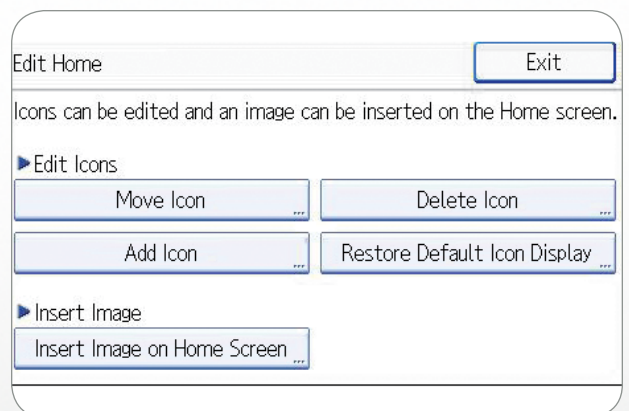 Edit Home
Exit
Icons can be edited and an image can be inserted on the Home screen.
Edit Icons
Move Icon ...
Delete Icon ...
Add Icon ...
Restore Default Icon Display ...
Insert Image
Insert Image on Home Screen ...